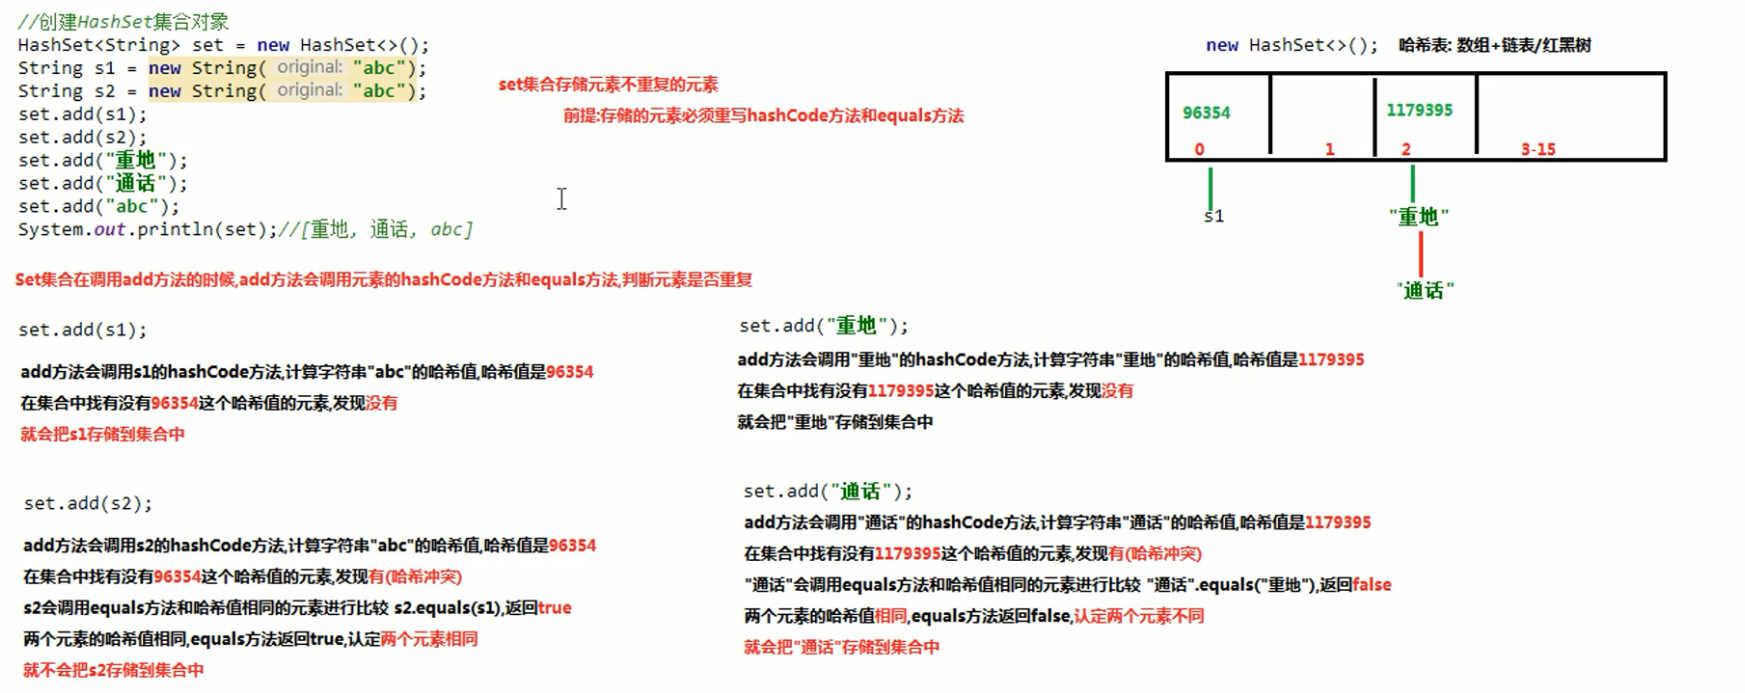 //创建HashSet集合对象
HashSet<String> set = new HashSet<>();
String s1 = new String( original: "abc");
String s2 = new String( original: "abc");
set.add(s1);
set.add(s2);
set.add("重地");
set.add("通话");
set.add("abc");
System.out.println(set);//[重地, 通话, abc]
set集合存储元素不重复的元素
前提:存储的元素必须重写hashCode方法和equals方法
new HashSet<>(); 哈希表: 数组+链表/红黑树
96354 1179395
0 1 2 3-15
s1 "重地"
"通话"
Set集合在调用add方法的时候,add方法会调用元素的hashCode方法和equals方法,判断元素是否重复
set.add(s1);
add方法会调用s1的hashCode方法,计算字符串"abc"的哈希值,哈希值是96354
在集合中找有没有96354这个哈希值的元素,发现没有
就会把s1存储到集合中
set.add(s2);
add方法会调用s2的hashCode方法,计算字符串"abc"的哈希值,哈希值是96354
在集合中找有没有96354这个哈希值的元素,发现有(哈希冲突)
s2会调用equals方法和哈希值相同的元素进行比较 s2.equals(s1),返回true
两个元素的哈希值相同,equals方法返回true,认定两个元素相同
就不会把s2存储到集合中
set.add("重地");
add方法会调用"重地"的hashCode方法,计算字符串"重地"的哈希值,哈希值是1179395
在集合中找有没有1179395这个哈希值的元素,发现没有
就会把"重地"存储到集合中
set.add("通话");
add方法会调用"通话"的hashCode方法,计算字符串"通话"的哈希值,哈希值是1179395
在集合中找有没有1179395这个哈希值的元素,发现有(哈希冲突)
"通话"会调用equals方法和哈希值相同的元素进行比较 "通话".equals("重地"),返回false
两个元素的哈希值相同,equals方法返回false,认定两个元素不同
就会把"通话"存储到集合中